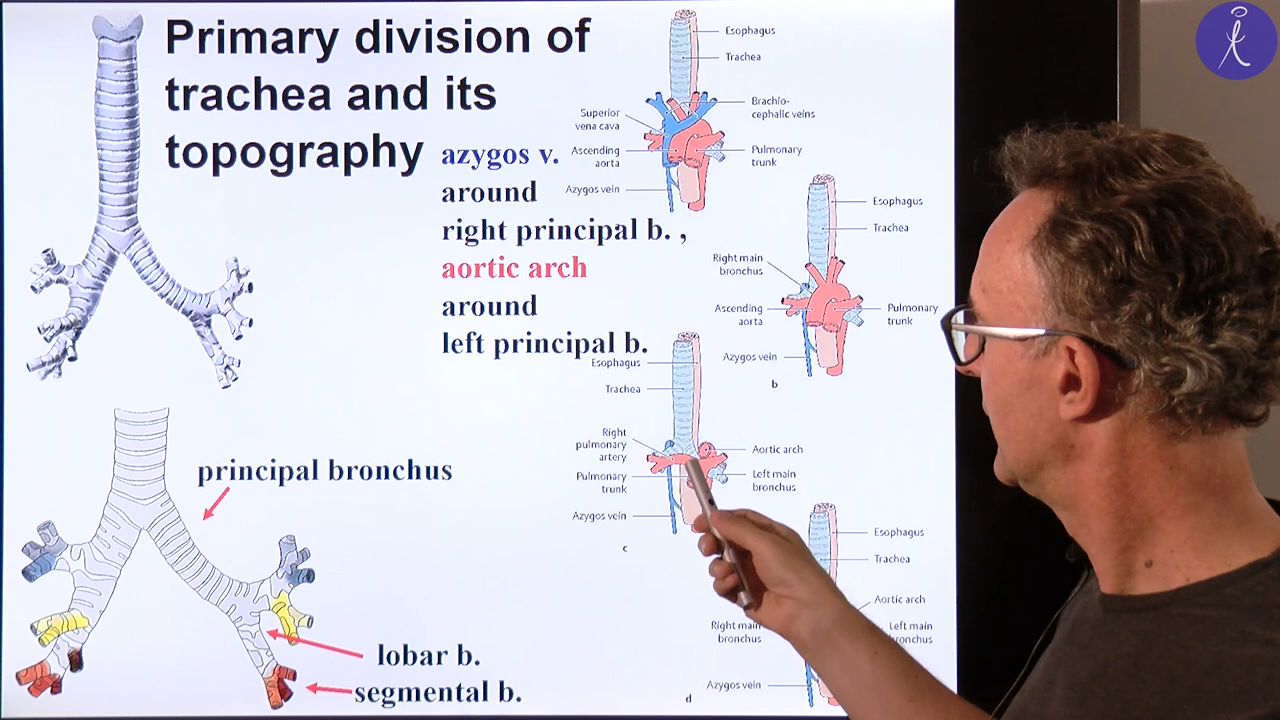 Primary division of
trachea and its
topography
azygos v.
around
right principal b. ,
aortic arch
around
left principal b.
Esophagus
Trachea
Superior
vena cava
Brachio-
cephalic veins
Ascending
aorta
Pulmonary
trunk
Azygos vein
Esophagus
Trachea
Right main
bronchus
Ascending
aorta
Pulmonary
trunk
Azygos vein
b
Esophagus
Trachea
Right
pulmonary
artery
Aortic arch
Pulmonary
trunk
Left main
bronchus
Azygos vein
c
Esophagus
Trachea
Aortic arch
Right main
bronchus
Left main
bronchus
Azygos vein
d
principal bronchus
lobar b.
segmental b.